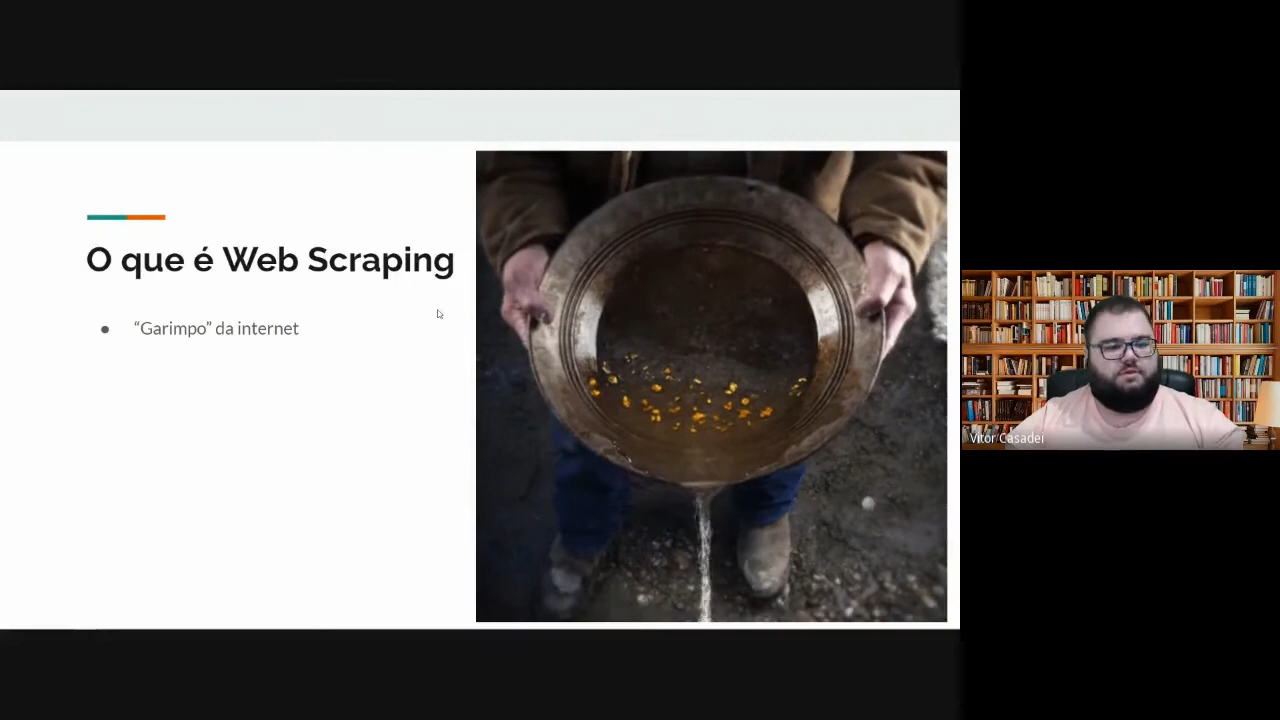 O que é Web Scraping
● “Garimpo” da internet
Vitor Casadei